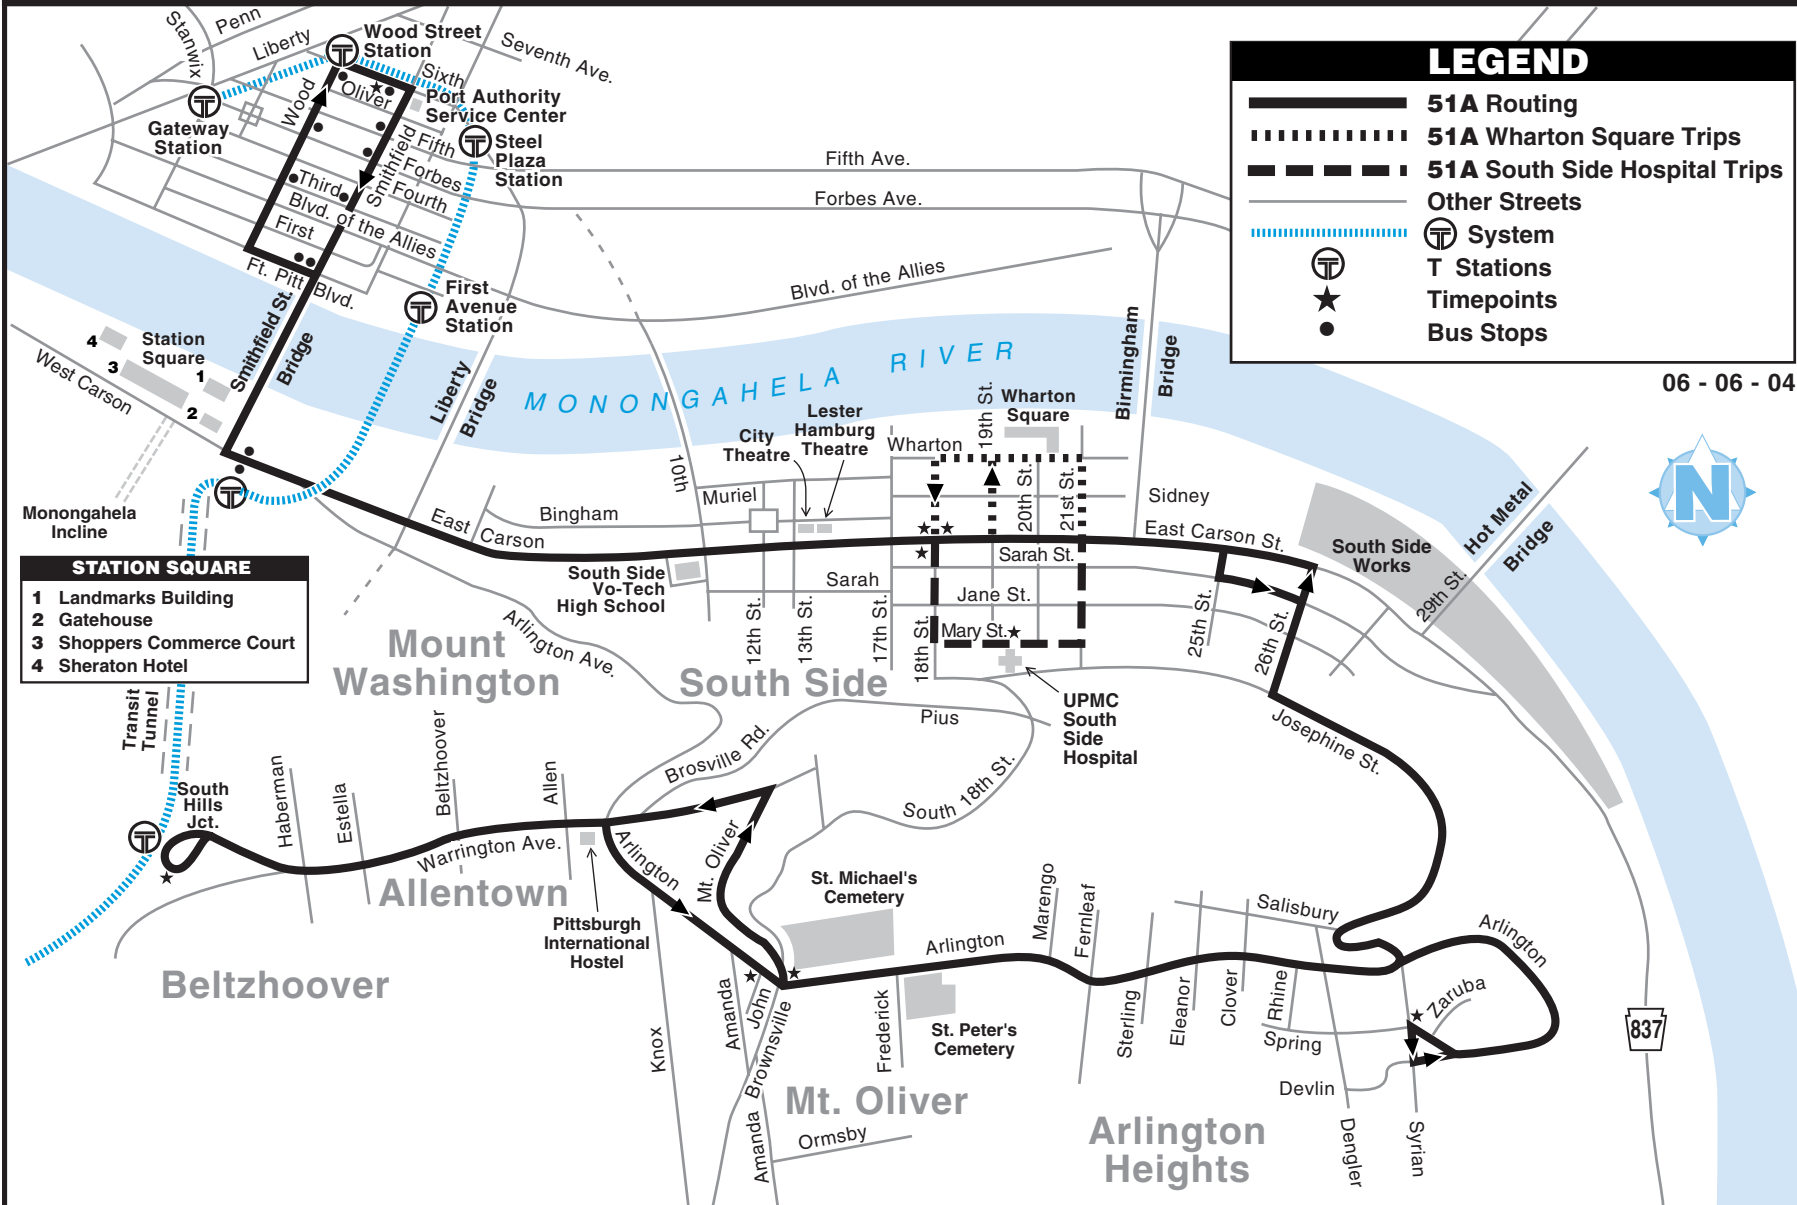 Penn
Stanwix
Liberty
Wood Street
Station
Seventh Ave.
Sixth
Oliver
Wood
Port Authority
Service Center
Gateway
Station
Smithfield
Fifth
Steel
Plaza
Station
Forbes
Third
Fourth
Blvd. of the Allies
First
Ft. Pitt Blvd.
Fifth Ave.
Forbes Ave.
Blvd. of the Allies
First
Avenue
Station
LEGEND
51A Routing
51A Wharton Square Trips
51A South Side Hospital Trips
Other Streets
T System
T Stations
Timepoints
Bus Stops
06 - 06 - 04
Smithfield St.
Bridge
4
Station
Square
3
1
2
West Carson
Liberty
Bridge
MONONGAHELA RIVER
Birmingham
Bridge
Monongahela
Incline
STATION SQUARE
1 Landmarks Building
2 Gatehouse
3 Shoppers Commerce Court
4 Sheraton Hotel
Transit
Tunnel
10th
City
Theatre
Lester
Hamburg
Theatre
Wharton
19th St.
Wharton
Square
Muriel
Bingham
East Carson
20th St.
21st St.
Sidney
East Carson St.
Sarah St.
South Side
Vo-Tech
High School
Sarah
Jane St.
Mary St.
12th St.
13th St.
17th St.
18th St.
25th St.
26th St.
South Side
Works
29th St.
Hot Metal
Bridge
N
Arlington Ave.
Mount
Washington
South Side
UPMC
South
Side
Hospital
Josephine St.
Pius
Brosville Rd.
South 18th St.
South
Hills
Jct.
Haberman
Estella
Beltzhoover
Allen
Warrington Ave.
Allentown
Arlington
Mt. Oliver
Pittsburgh
International
Hostel
Beltzhoover
St. Michael's
Cemetery
Arlington
Marengo
Fernleaf
Salisbury
Arlington
Knox
Amanda
John
Brownsville
Frederick
St. Peter's
Cemetery
Sterling
Eleanor
Clover
Rhine
Spring
Zaruba
Devlin
837
Mt. Oliver
Amanda
Ormsby
Arlington
Heights
Dengler
Syrian